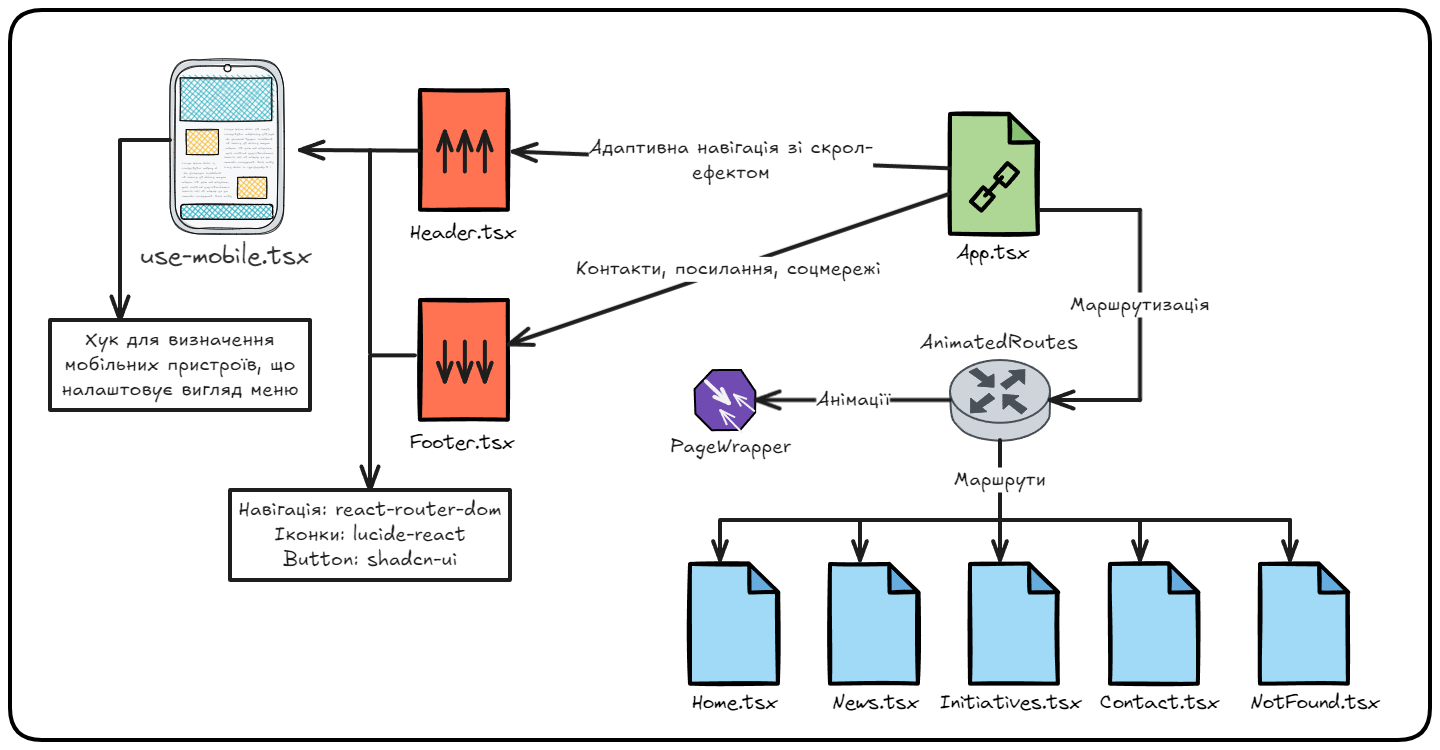 Адаптивна навігація зі скрол-
ефектом
Header.tsx
use-mobile.tsx
App.tsx
Контакти, посилання, соцмережі
Маршрутизація
Хук для визначення
мобільних пристроїв, що
налаштовує вигляд меню
AnimatedRoutes
Анімації
Footer.tsx
PageWrapper
Маршрути
Навігація: react-router-dom
Іконки: lucide-react
Button: shadcn-ui
Home.tsx
News.tsx
Initiatives.tsx
Contact.tsx
NotFound.tsx